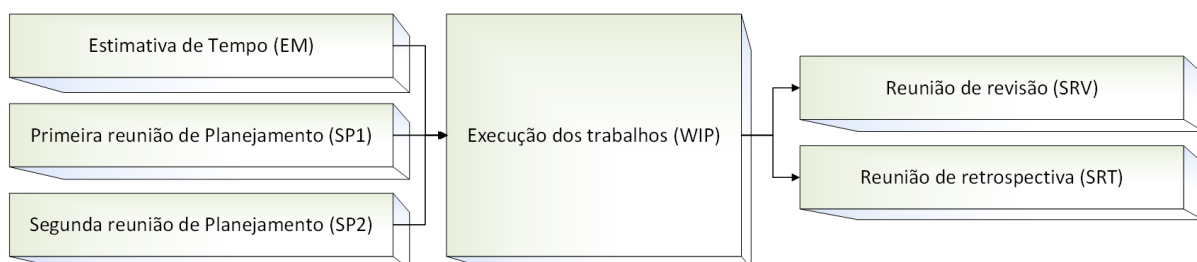 Estimativa de Tempo (EM)
Primeira reunião de Planejamento (SP1)
Segunda reunião de Planejamento (SP2)
Execução dos trabalhos (WIP)
Reunião de revisão (SRV)
Reunião de retrospectiva (SRT)